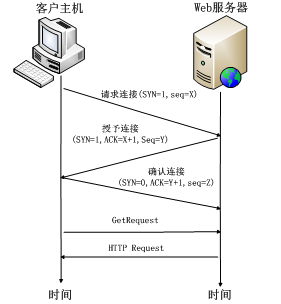 客户主机 Web服务器
请求连接(SYN=1,seq=X)
授予连接
(SYN=1,ACK=X+1,Seq=Y)
确认连接
(SYN=0,ACK=Y+1,seq=Z)
GetRequest
HTTP Request
时间 时间